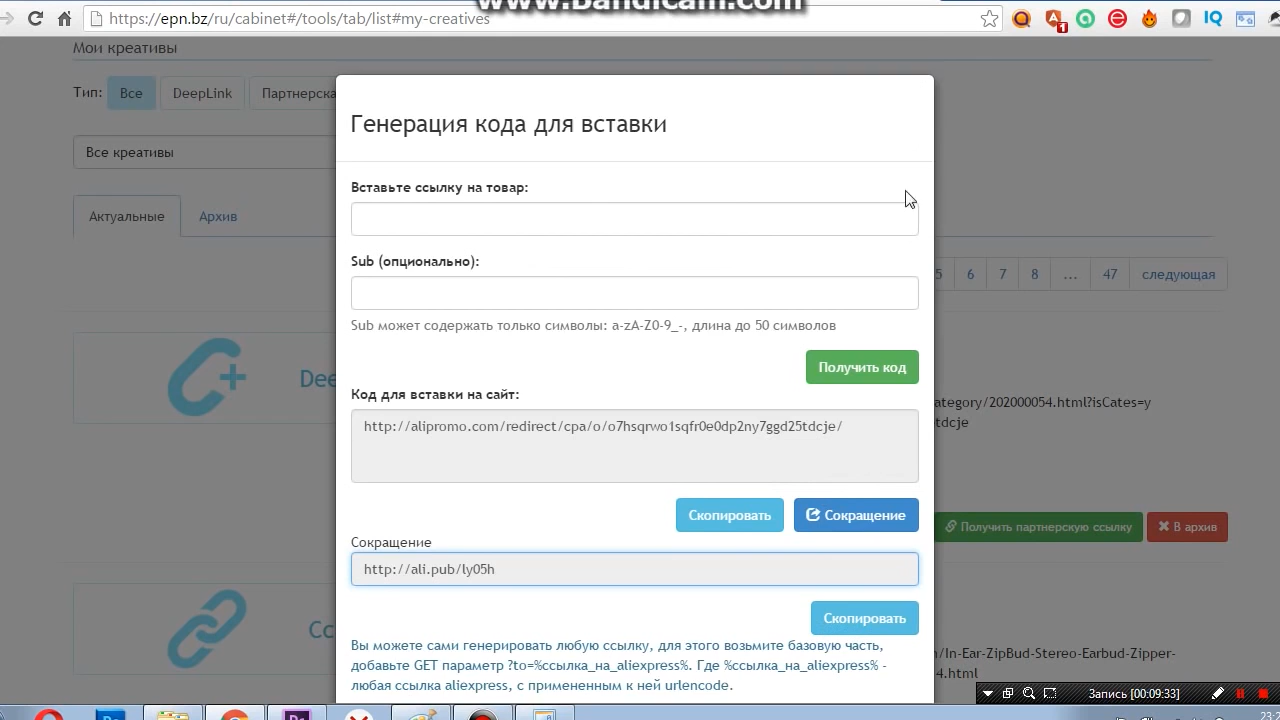 www.Bandicam.com
https://epn.bz/ru/cabinet#/tools/tab/list#my-creatives
1
IQ
Мои креативы
Тип: Все DeepLink Партнерска
Все креативы
Актуальные Архив
5 6 7 8 ... 47 следующая
Генерация кода для вставки
Вставьте ссылку на товар:
Sub (опционально):
Sub может содержать только символы: a-zA-Z0-9_-, длина до 50 символов
Получить код
Код для вставки на сайт:
http://alipromo.com/redirect/cpa/o/o7hsqrwo1sqfr0e0dp2ny7ggd25tdcje/
Скопировать Сокращение
Сокращение
http://ali.pub/ly05h
Скопировать
Вы можете сами генерировать любую ссылку, для этого возьмите базовую часть,
добавьте GET параметр ?to=%ссылка_на_aliexpress%. Где %ссылка_на_aliexpress% -
любая ссылка aliexpress, с примененным к ней urlencode.
Dee
ategory/202000054.html?isCates=y
tdcje
Получить партнерскую ссылку В архив
Сс
n/In-Ear-ZipBud-Stereo-Earbud-Zipper-
4.html
Запись [00:09:33]